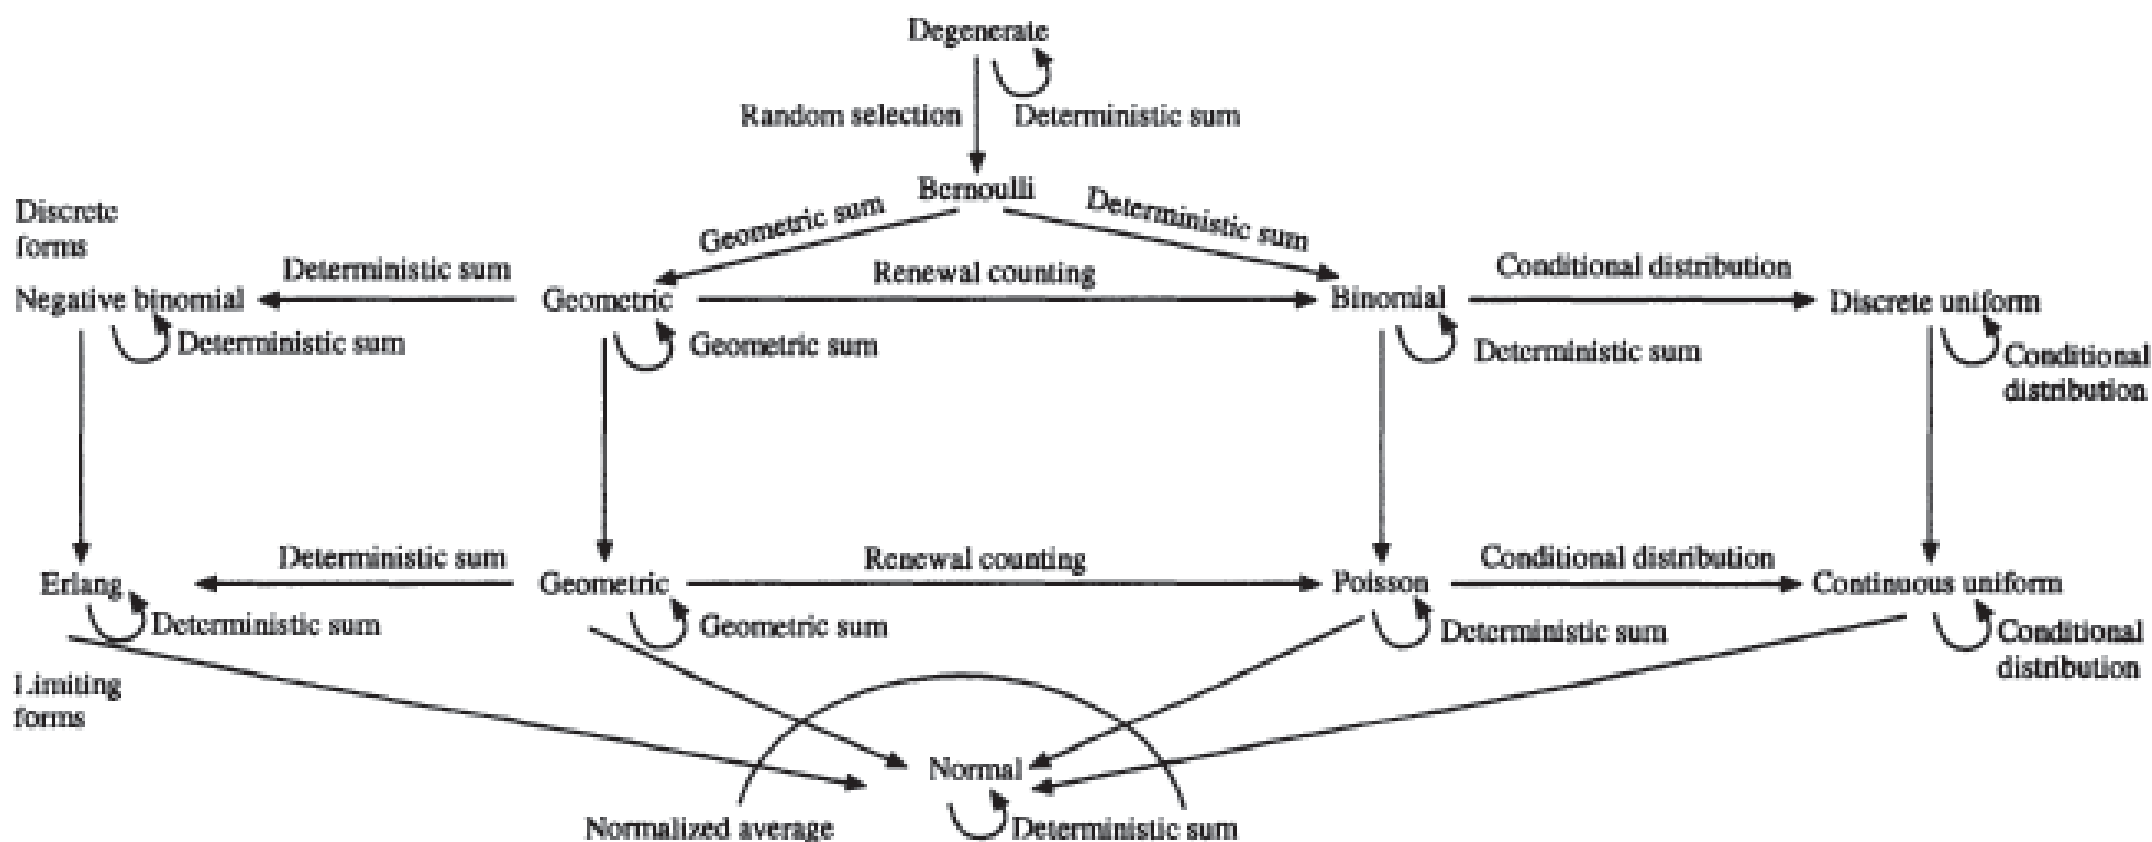 Degenerate
Random selection
Deterministic sum
Bernoulli
Geometric sum
Deterministic sum
Discrete
forms
Deterministic sum
Renewal counting
Conditional distribution
Negative binomial
Geometric
Binomial
Discrete uniform
Deterministic sum
Geometric sum
Deterministic sum
Conditional
distribution
Deterministic sum
Renewal counting
Conditional distribution
Erlang
Geometric
Poisson
Continuous uniform
Deterministic sum
Geometric sum
Deterministic sum
Conditional
distribution
Limiting
forms
Normal
Normalized average
Deterministic sum